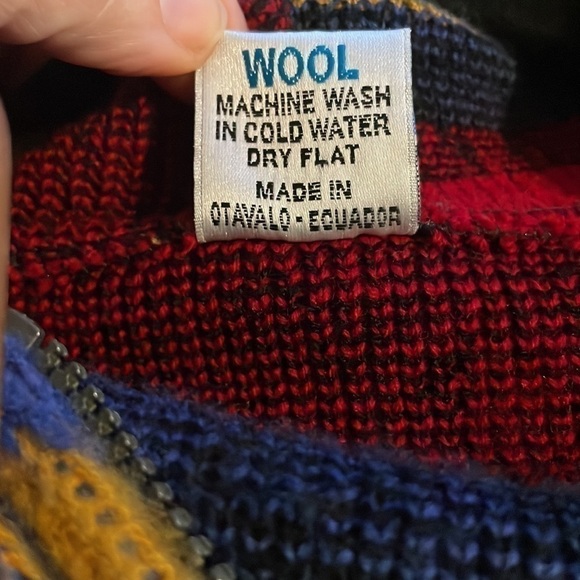 WOOL
MACHINE WASH
IN COLD WATER
DRY FLAT
MADE IN
OTAVALO - ECUADOR